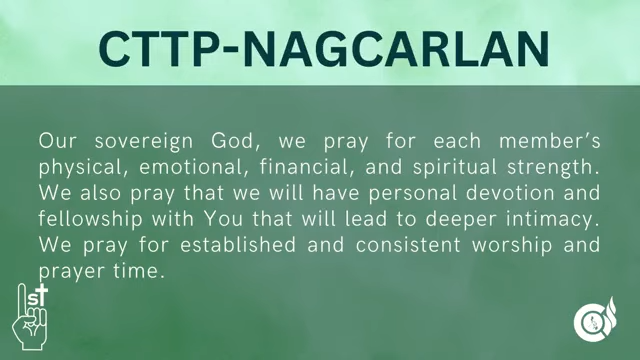 CTTP-NAGCARLAN
Our sovereign God, we pray for each member's
physical, emotional, financial, and spiritual strength.
We also pray that we will have personal devotion and
fellowship with You that will lead to deeper intimacy.
We pray for established and consistent worship and
prayer time.
st